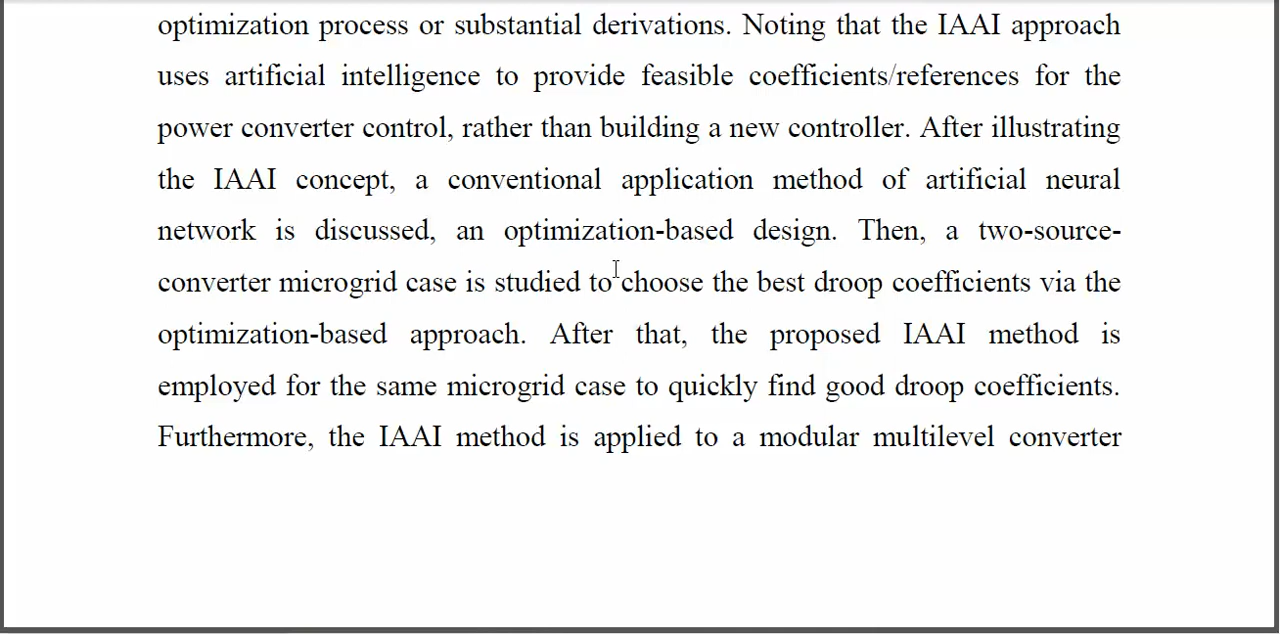 optimization process or substantial derivations. Noting that the IAAI approach
uses artificial intelligence to provide feasible coefficients/references for the
power converter control, rather than building a new controller. After illustrating
the IAAI concept, a conventional application method of artificial neural
network is discussed, an optimization-based design. Then, a two-source-
converter microgrid case is studied to choose the best droop coefficients via the
optimization-based approach. After that, the proposed IAAI method is
employed for the same microgrid case to quickly find good droop coefficients.
Furthermore, the IAAI method is applied to a modular multilevel converter